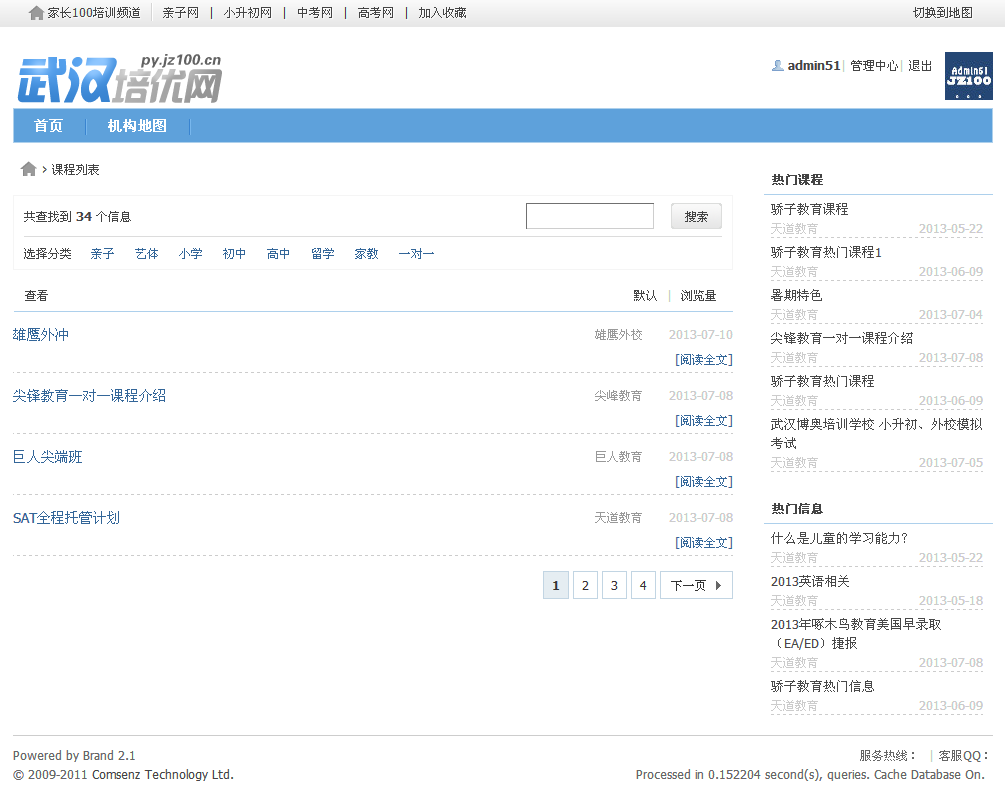 家长100培训频道 亲子网 | 小升初网 | 中考网 | 高考网 | 加入收藏 切换到地图
py.jz100.cn
武汉培优网
admin51 | 管理中心 | 退出
Admin51
JZ100
首页 机构地图
› 课程列表
共查找到 34 个信息 搜索
选择分类 亲子 艺体 小学 初中 高中 留学 家教 一对一
查看 默认 | 浏览量
雄鹰外冲 雄鹰外校 2013-07-10
[阅读全文]
尖锋教育一对一课程介绍 尖峰教育 2013-07-08
[阅读全文]
巨人尖端班 巨人教育 2013-07-08
[阅读全文]
SAT全程托管计划 天道教育 2013-07-08
[阅读全文]
1 2 3 4 下一页
热门课程
骄子教育课程
天道教育 2013-05-22
骄子教育热门课程1
天道教育 2013-06-09
暑期特色
天道教育 2013-07-04
尖锋教育一对一课程介绍
天道教育 2013-07-08
骄子教育热门课程
天道教育 2013-06-09
武汉博奥培训学校 小升初、外校模拟
考试
天道教育 2013-07-05
热门信息
什么是儿童的学习能力？
天道教育 2013-05-22
2013英语相关
天道教育 2013-05-18
2013年啄木鸟教育美国早录取
（EA/ED）捷报
天道教育 2013-07-08
骄子教育热门信息
天道教育 2013-06-09
Powered by Brand 2.1 服务热线： | 客服QQ：
© 2009-2011 Comsenz Technology Ltd. Processed in 0.152204 second(s), queries. Cache Database On.